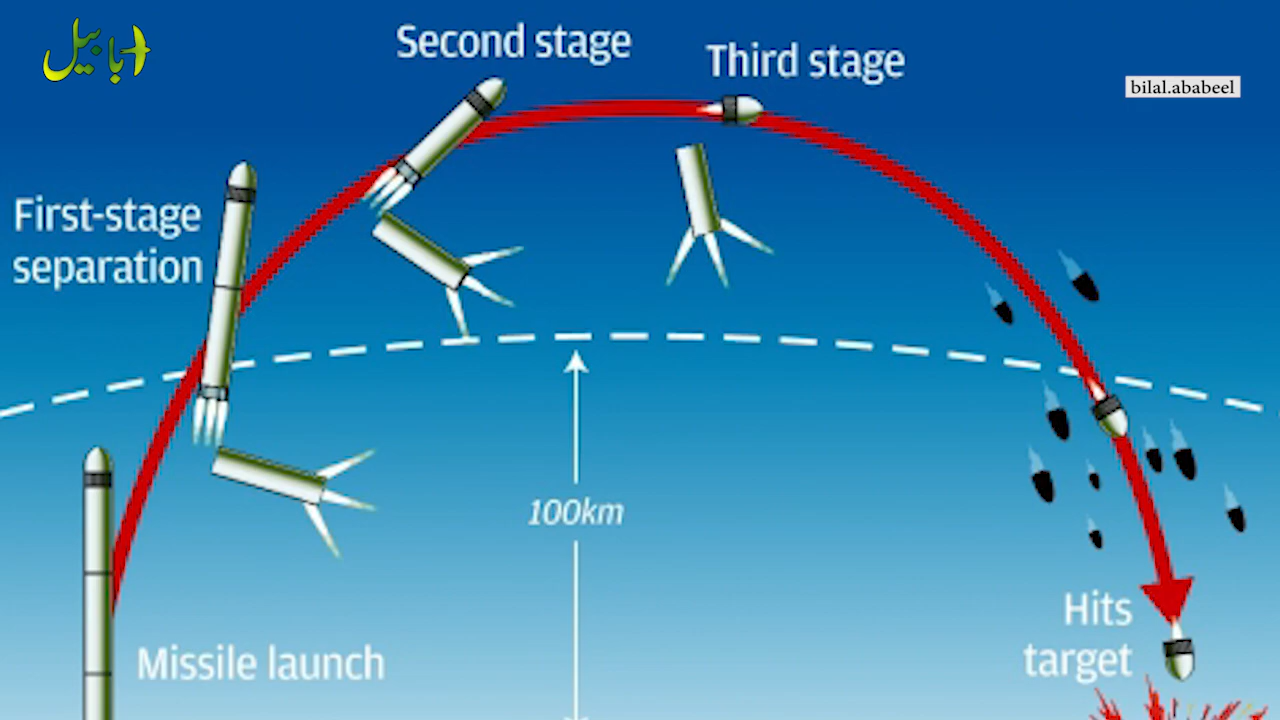 ابابیل
Second stage
Third stage
bilal.ababeel
First-stage
separation
100km
Hits
target
Missile launch